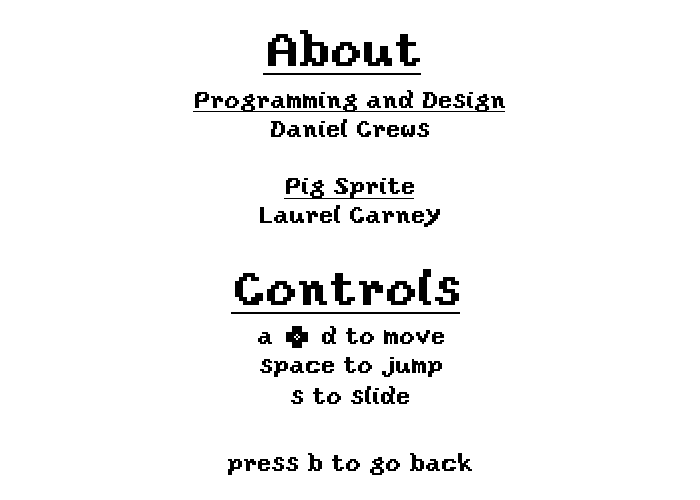 About
Programming and Design
Daniel Crews
Pig Sprite
Laurel Carney
Controls
a d to move
space to jump
s to slide
press b to go back